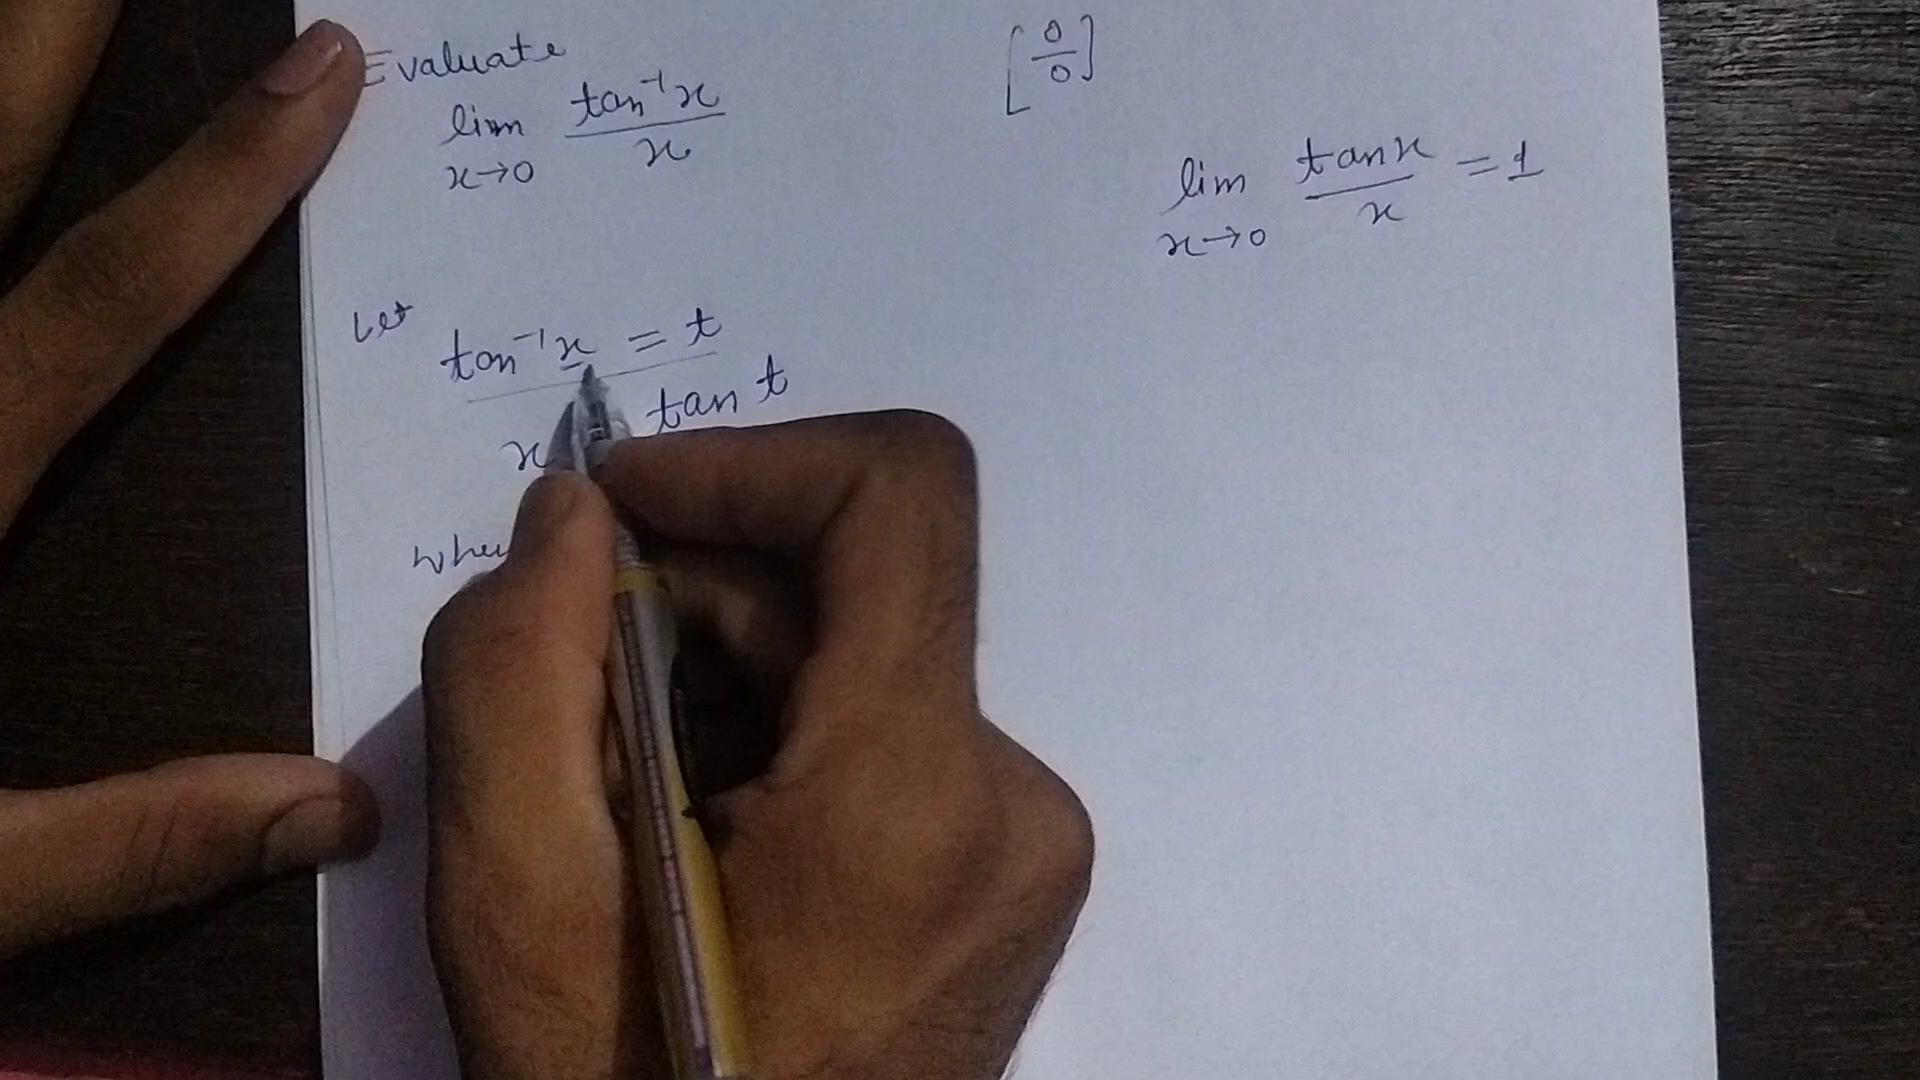 Evaluate
lim x→0 tan⁻¹x / x
[0/0]
lim x→0 tan x / x = 1
Let
tan⁻¹x = t
x tan t